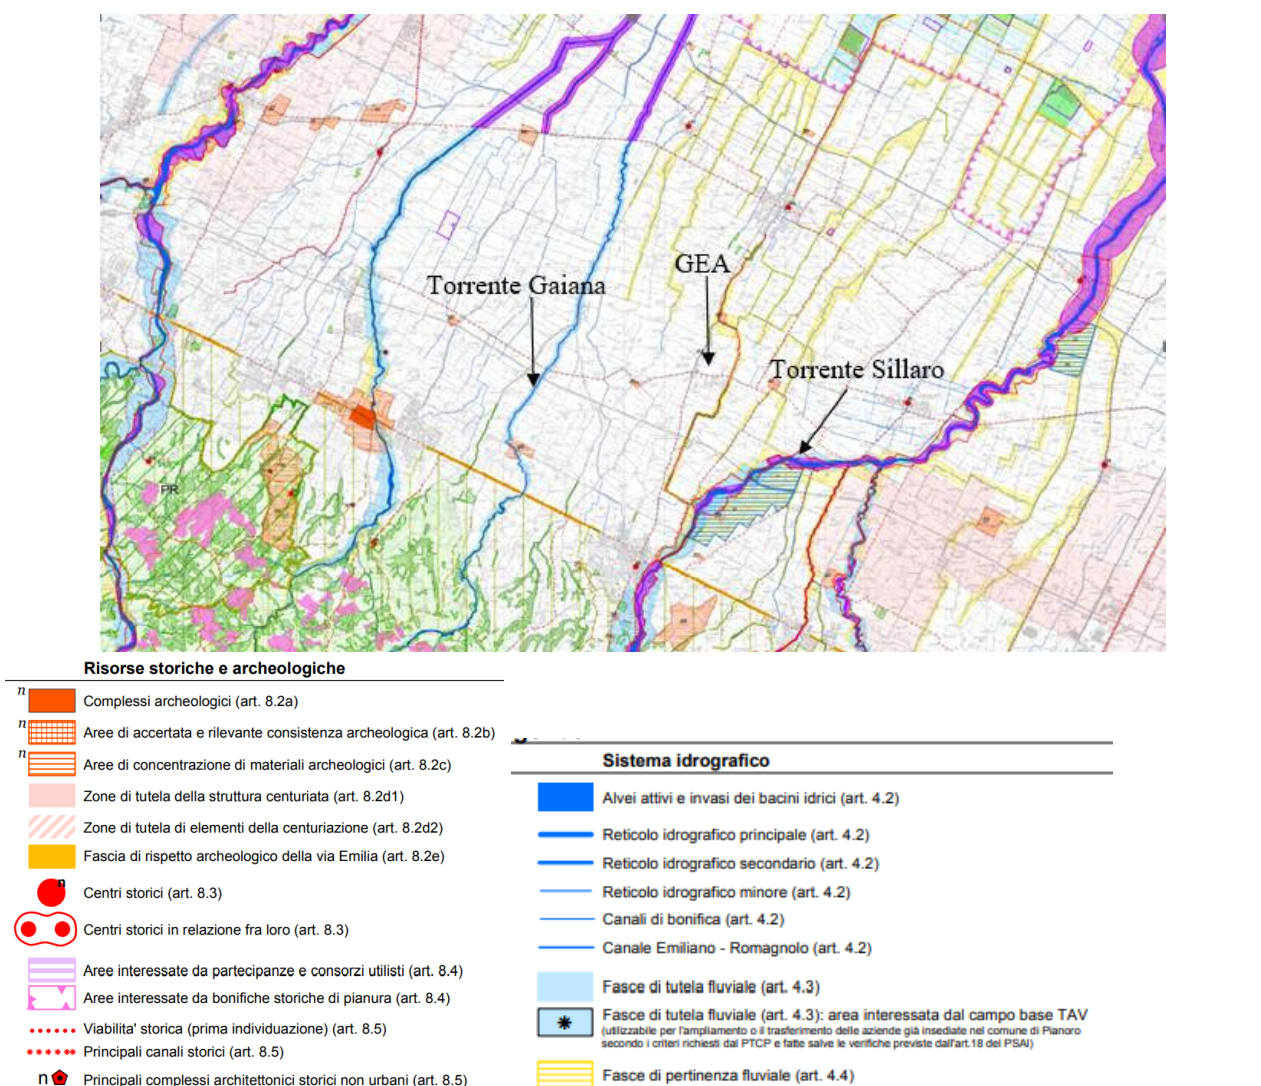 GEA
Torrente Gaiana
Torrente Sillaro
PR
Risorse storiche e archeologiche
n Complessi archeologici (art. 8.2a)
n Aree di accertata e rilevante consistenza archeologica (art. 8.2b)
n Aree di concentrazione di materiali archeologici (art. 8.2c)
Zone di tutela della struttura centuriata (art. 8.2d1)
Zone di tutela di elementi della centuriazione (art. 8.2d2)
Fascia di rispetto archeologico della via Emilia (art. 8.2e)
n Centri storici (art. 8.3)
Centri storici in relazione fra loro (art. 8.3)
Aree interessate da partecipanze e consorzi utilisti (art. 8.4)
Aree interessate da bonifiche storiche di pianura (art. 8.4)
Viabilita' storica (prima individuazione) (art. 8.5)
Principali canali storici (art. 8.5)
n Principali complessi architettonici storici non urbani (art. 8.5)
Sistema idrografico
Alvei attivi e invasi dei bacini idrici (art. 4.2)
Reticolo idrografico principale (art. 4.2)
Reticolo idrografico secondario (art. 4.2)
Reticolo idrografico minore (art. 4.2)
Canali di bonifica (art. 4.2)
Canale Emiliano - Romagnolo (art. 4.2)
Fasce di tutela fluviale (art. 4.3)
Fasce di tutela fluviale (art. 4.3): area interessata dal campo base TAV
(utilizzabile per l'ampliamento o il trasferimento delle aziende già insediate nel comune di Pianoro
secondo i criteri richiesti dal PTCP e fatte salve le verifiche previste dall'art.18 del PSAI)
Fasce di pertinenza fluviale (art. 4.4)